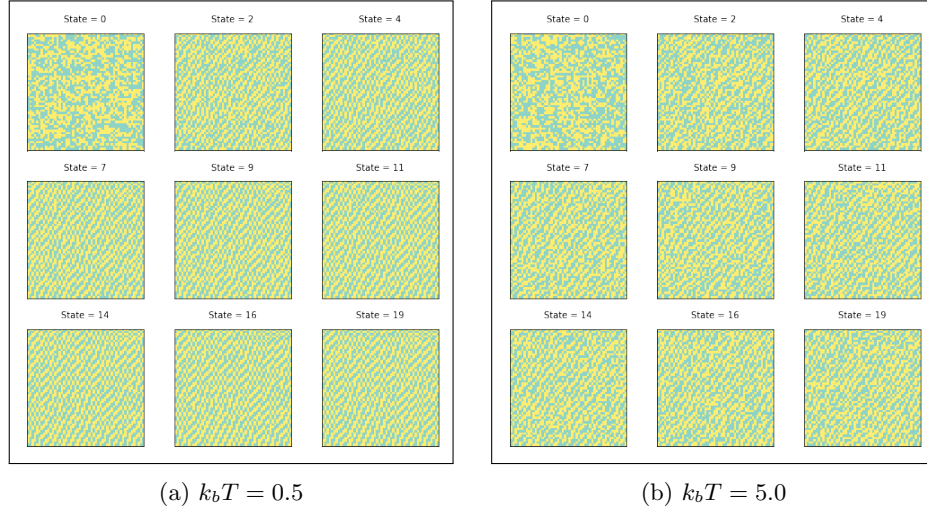 State = 0
State = 2
State = 4
State = 7
State = 9
State = 11
State = 14
State = 16
State = 19
(a) k_bT = 0.5
State = 0
State = 2
State = 4
State = 7
State = 9
State = 11
State = 14
State = 16
State = 19
(b) k_bT = 5.0